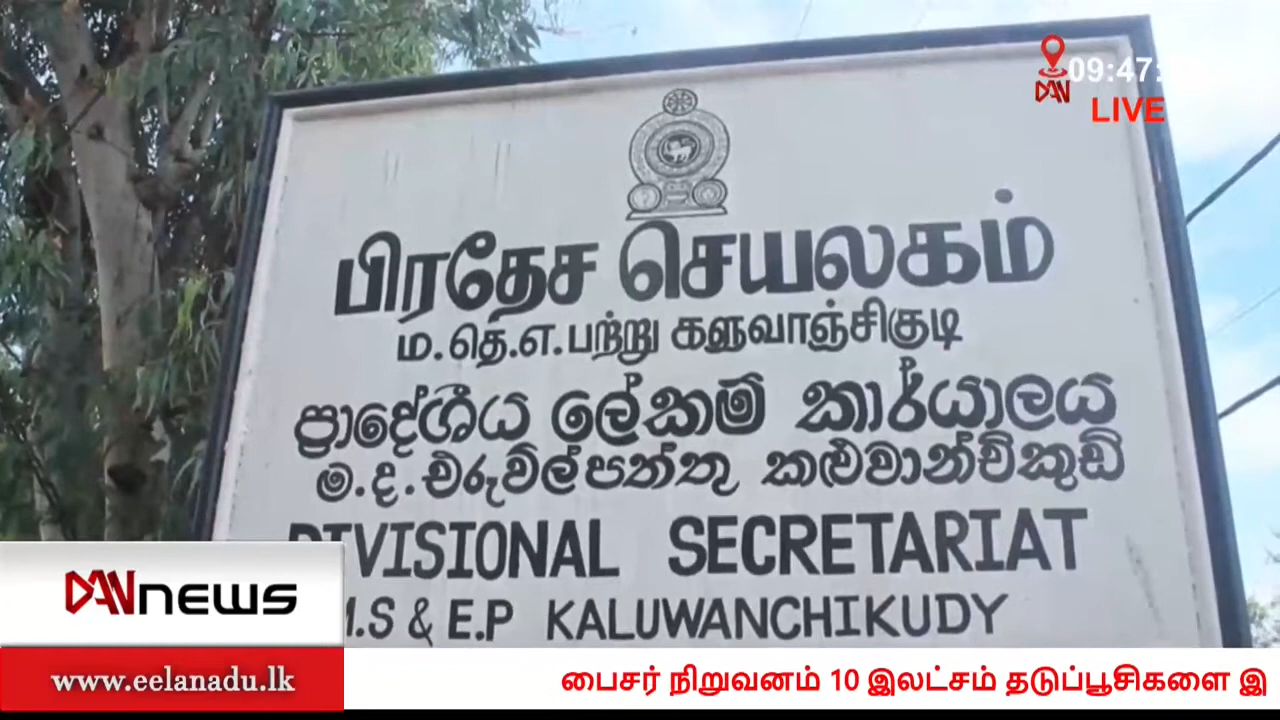 09:47:
DAN
LIVE
பிரதேச செயலகம்
ம.தெ.எ.பற்று களுவாஞ்சிகுடி
ප්‍රාදේශීය ලේකම් කාර්යාලය
ම.ද.එරුවිල්පත්තු කළුවාන්චිකුඩි
DIVISIONAL SECRETARIAT
M.S & E.P KALUWANCHIKUDY
DAN news
www.eelanadu.lk
பைசர் நிறுவனம் 10 இலட்சம் தடுப்பூசிகளை இ